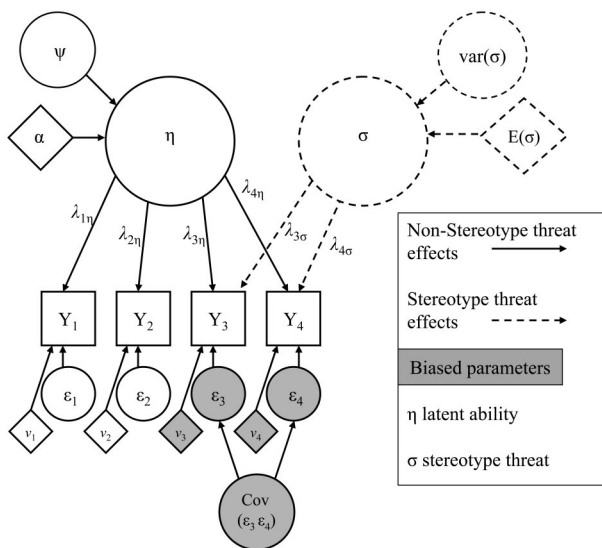 ψ
var(σ)
α
η
σ
E(σ)
λ1η
λ2η
λ3η
λ4η
λ3σ
λ4σ
Y1
Y2
Y3
Y4
ε1
ε2
ε3
ε4
v1
v2
v3
v4
Cov
(ε3 ε4)
Non-Stereotype threat
effects
Stereotype threat
effects
Biased parameters
η latent ability
σ stereotype threat